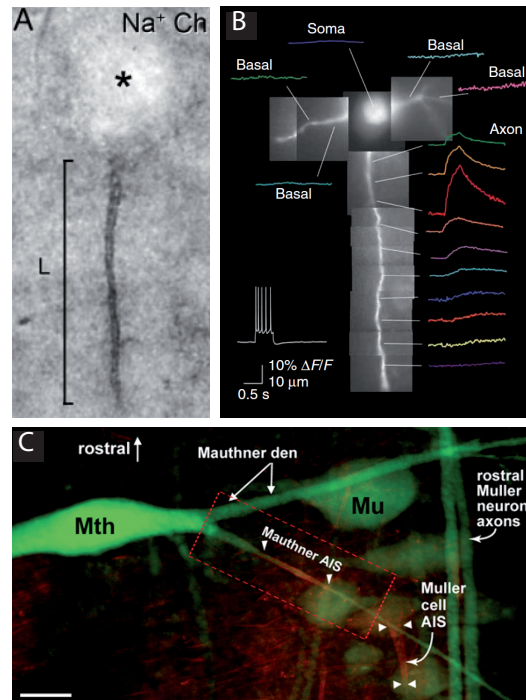 A
Na⁺ Ch
*
L
B
Soma
Basal
Basal
Basal
Basal
Axon
Basal
10% ΔF/F
10 μm
0.5 s
C
rostral
Mauthner den
Mth
Mu
rostral
Muller
neuron
axons
Mauthner AIS
Muller
cell
AIS